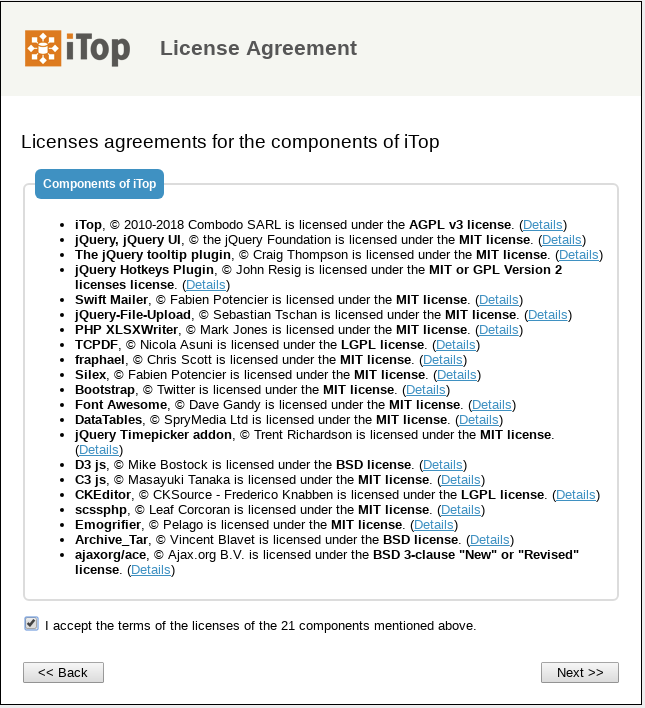 iTop License Agreement
Licenses agreements for the components of iTop
Components of iTop
• iTop, © 2010-2018 Combodo SARL is licensed under the AGPL v3 license. (Details)
• jQuery, jQuery UI, © the jQuery Foundation is licensed under the MIT license. (Details)
• The jQuery tooltip plugin, © Craig Thompson is licensed under the MIT license. (Details)
• jQuery Hotkeys Plugin, © John Resig is licensed under the MIT or GPL Version 2
licenses license. (Details)
• Swift Mailer, © Fabien Potencier is licensed under the MIT license. (Details)
• jQuery-File-Upload, © Sebastian Tschan is licensed under the MIT license. (Details)
• PHP XLSXWriter, © Mark Jones is licensed under the MIT license. (Details)
• TCPDF, © Nicola Asuni is licensed under the LGPL license. (Details)
• fraphael, © Chris Scott is licensed under the MIT license. (Details)
• Silex, © Fabien Potencier is licensed under the MIT license. (Details)
• Bootstrap, © Twitter is licensed under the MIT license. (Details)
• Font Awesome, © Dave Gandy is licensed under the MIT license. (Details)
• DataTables, © SpryMedia Ltd is licensed under the MIT license. (Details)
• jQuery Timepicker addon, © Trent Richardson is licensed under the MIT license.
(Details)
• D3 js, © Mike Bostock is licensed under the BSD license. (Details)
• C3 js, © Masayuki Tanaka is licensed under the MIT license. (Details)
• CKEditor, © CKSource - Frederico Knabben is licensed under the LGPL license. (Details)
• scssphp, © Leaf Corcoran is licensed under the MIT license. (Details)
• Emogrifier, © Pelago is licensed under the MIT license. (Details)
• Archive_Tar, © Vincent Blavet is licensed under the BSD license. (Details)
• ajaxorg/ace, © Ajax.org B.V. is licensed under the BSD 3-clause "New" or "Revised"
license. (Details)
I accept the terms of the licenses of the 21 components mentioned above.
<< Back Next >>